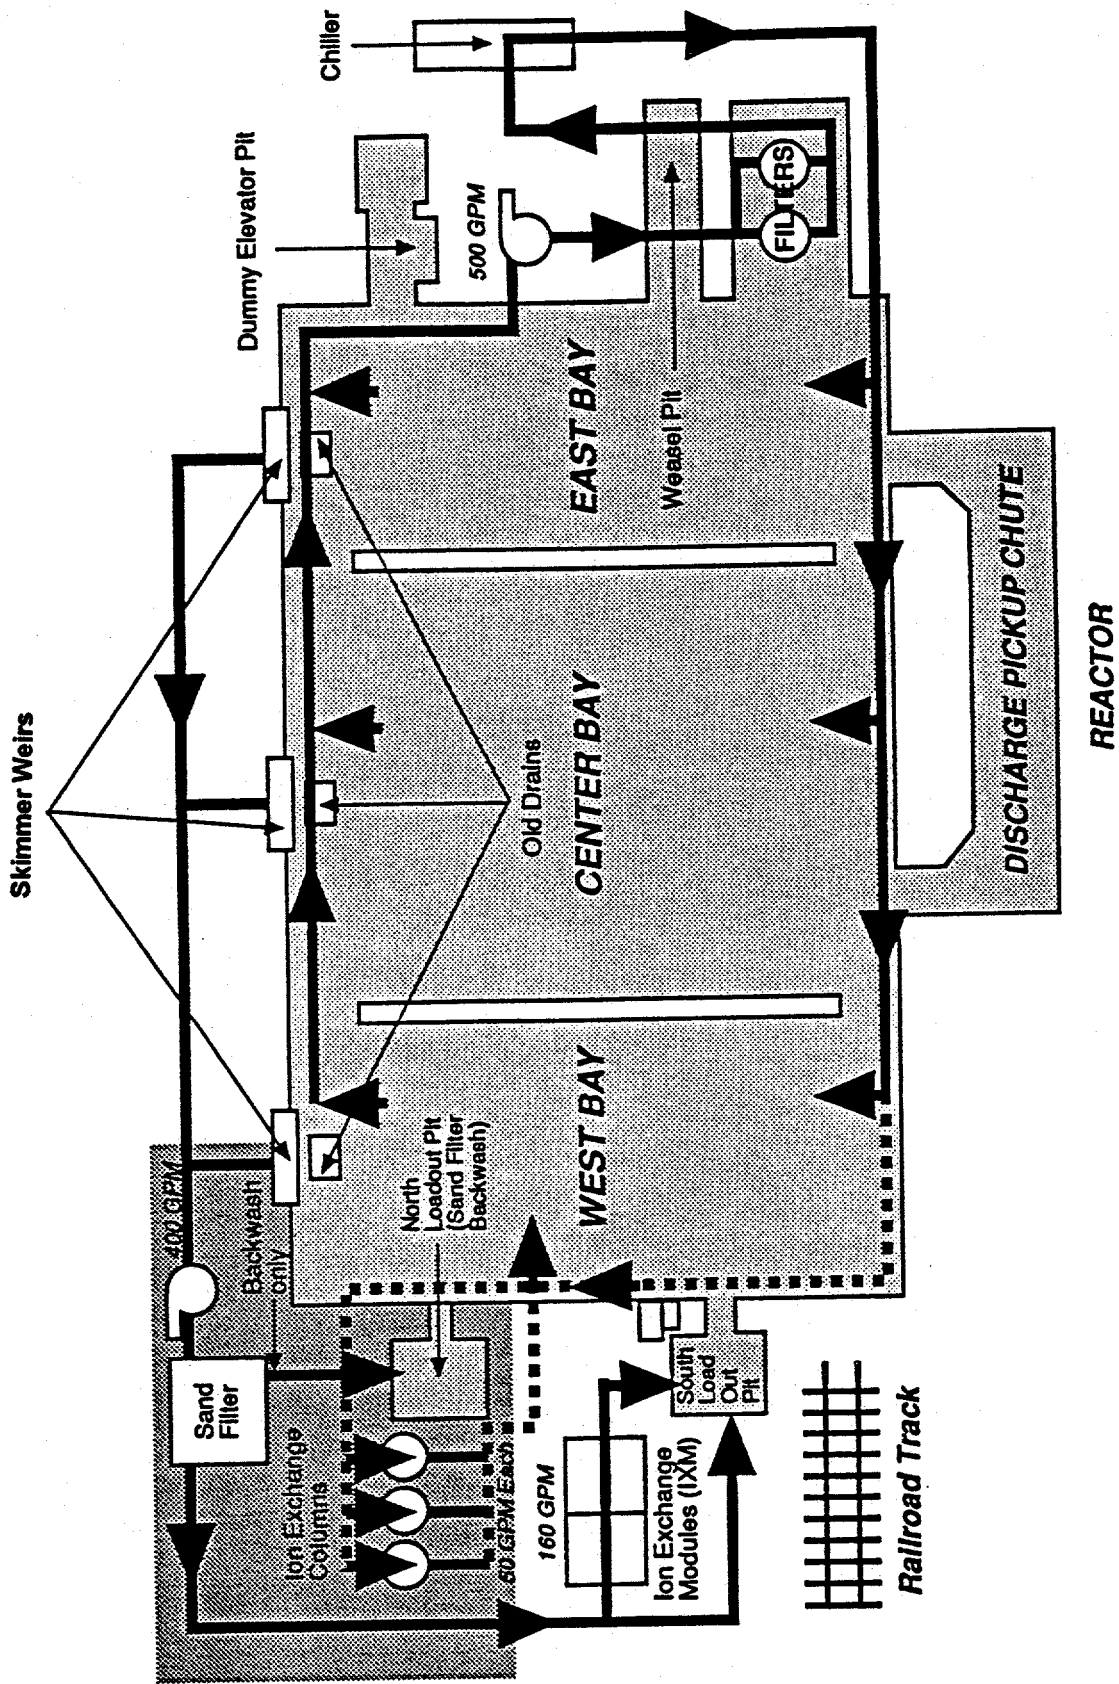 Skimmer Weirs
Dummy Elevator Pit
Chiller
400 GPM
500 GPM
Backwash
only
Sand
Filter
Ion Exchange
Columns
North
Loadout Pit
(Sand Filter
Backwash)
Old Drains
FILTERS
50 GPM Each
160 GPM
WEST BAY
CENTER BAY
EAST BAY
Weasel Pit
Ion Exchange
Modules (IXM)
South
Load
Out
Pit
Railroad Track
DISCHARGE PICKUP CHUTE
REACTOR